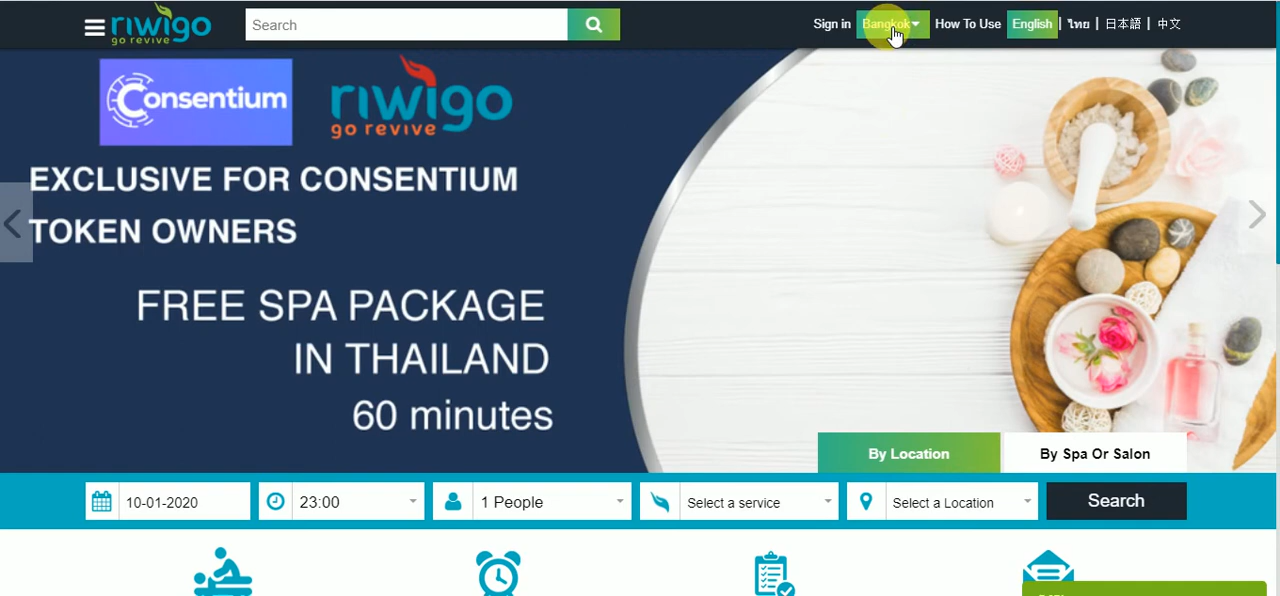 riwigo
go revive
Search
Sign in
Bangkok
How To Use
English | ไทย | 日本語 | 中文
Consentium
riwigo
go revive
EXCLUSIVE FOR CONSENTIUM
TOKEN OWNERS
FREE SPA PACKAGE
IN THAILAND
60 minutes
By Location
By Spa Or Salon
10-01-2020
23:00
1 People
Select a service
Select a Location
Search